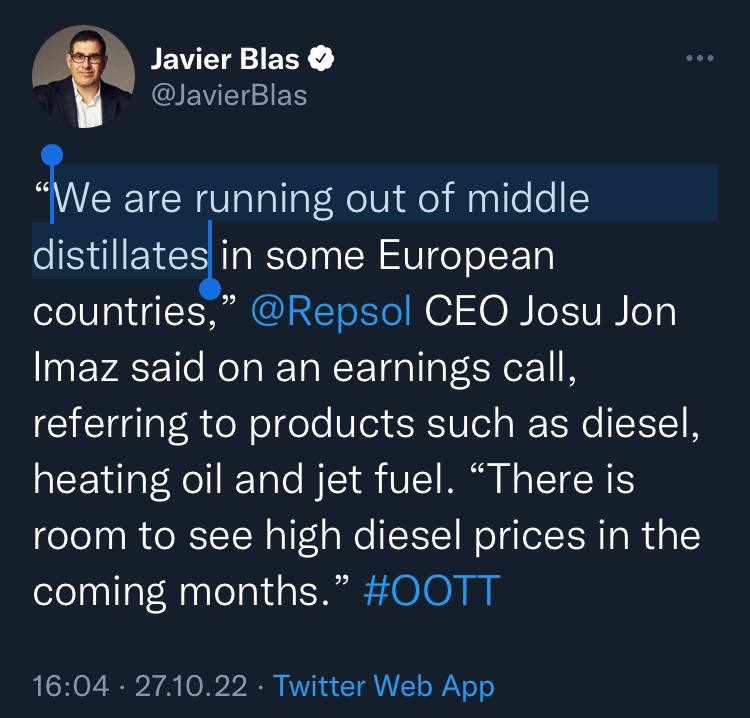 Javier Blas
@JavierBlas
“We are running out of middle
distillates in some European
countries,” @Repsol CEO Josu Jon
Imaz said on an earnings call,
referring to products such as diesel,
heating oil and jet fuel. “There is
room to see high diesel prices in the
coming months.” #OOTT
16:04 · 27.10.22 · Twitter Web App